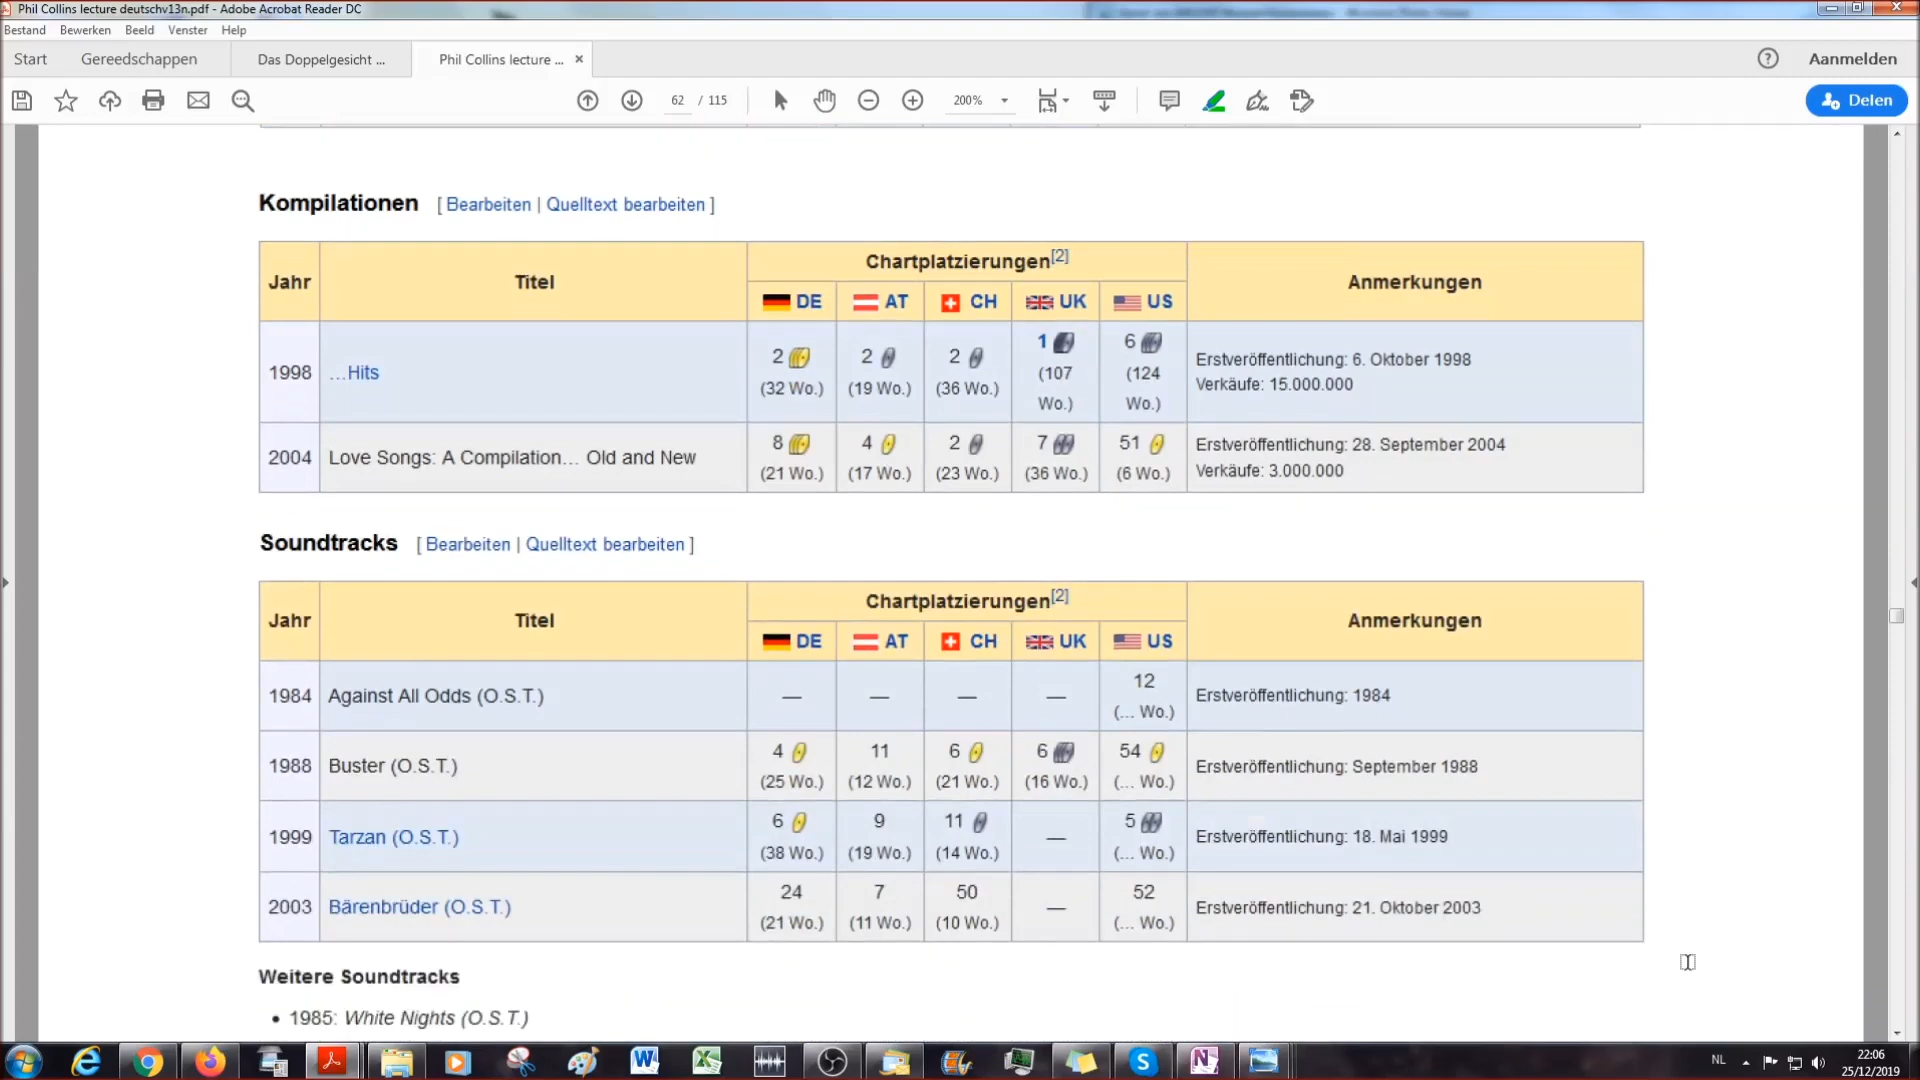 Phil Collins lecture deutschv13n.pdf - Adobe Acrobat Reader DC
Bestand Bewerken Beeld Venster Help
Start Gereedschappen Das Doppelgesicht ... Phil Collins lecture ... × ? Aanmelden
62 / 115 200% Delen
Kompilationen [ Bearbeiten | Quelltext bearbeiten ]
Jahr Titel Chartplatzierungen[2] Anmerkungen
DE AT CH UK US
1998 …Hits 2 (32 Wo.) 2 (19 Wo.) 2 (36 Wo.) 1 (107 Wo.) 6 (124 Wo.) Erstveröffentlichung: 6. Oktober 1998
Verkäufe: 15.000.000
2004 Love Songs: A Compilation… Old and New 8 (21 Wo.) 4 (17 Wo.) 2 (23 Wo.) 7 (36 Wo.) 51 (6 Wo.) Erstveröffentlichung: 28. September 2004
Verkäufe: 3.000.000
Soundtracks [ Bearbeiten | Quelltext bearbeiten ]
Jahr Titel Chartplatzierungen[2] Anmerkungen
DE AT CH UK US
1984 Against All Odds (O.S.T.) — — — — 12 (... Wo.) Erstveröffentlichung: 1984
1988 Buster (O.S.T.) 4 (25 Wo.) 11 (12 Wo.) 6 (21 Wo.) 6 (16 Wo.) 54 (... Wo.) Erstveröffentlichung: September 1988
1999 Tarzan (O.S.T.) 6 (38 Wo.) 9 (19 Wo.) 11 (14 Wo.) — 5 (... Wo.) Erstveröffentlichung: 18. Mai 1999
2003 Bärenbrüder (O.S.T.) 24 (21 Wo.) 7 (11 Wo.) 50 (10 Wo.) — 52 (... Wo.) Erstveröffentlichung: 21. Oktober 2003
Weitere Soundtracks
• 1985: White Nights (O.S.T.)
NL 22:06
25/12/2019